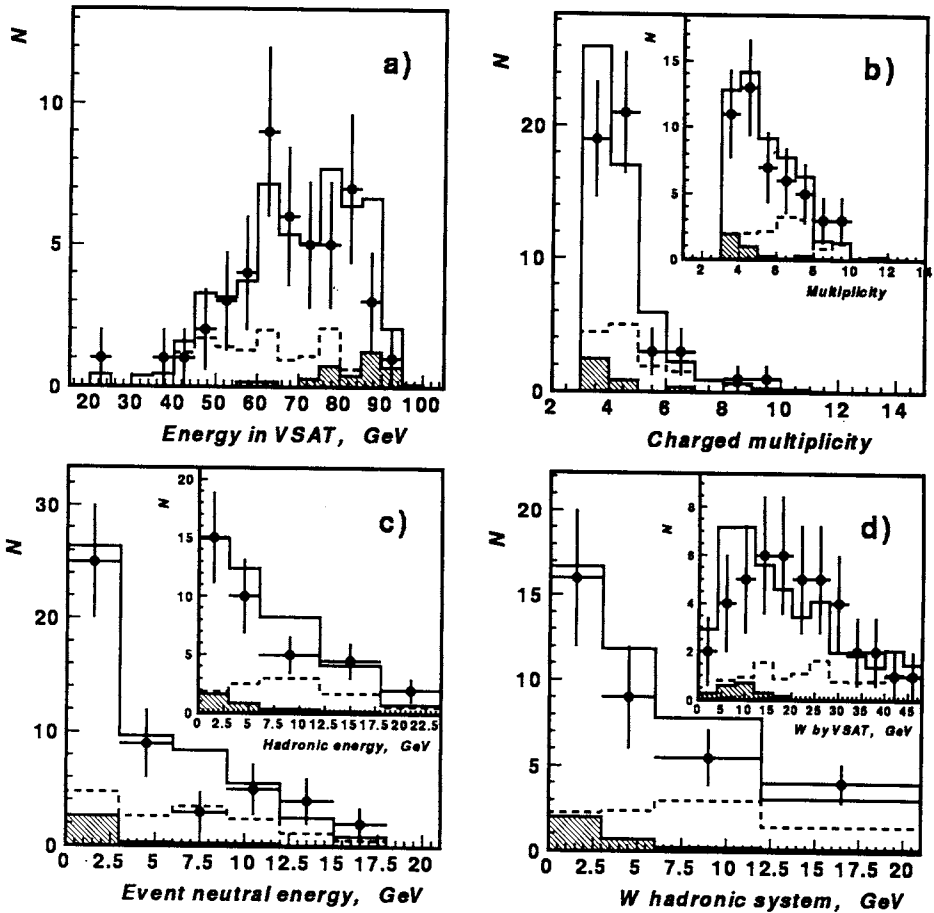 N
a)
10
5
0
20 30 40 50 60 70 80 90 100
Energy in VSAT, GeV
N
b)
20
10
0
2 4 6 8 10 12 14
Charged multiplicity
N
15
10
5
0
2 4 6 8 10 12 14
Multiplicity
N
c)
30
25
20
15
10
5
0
0 2.5 5 7.5 10 12.5 15 17.5 20
Event neutral energy, GeV
N
20
15
10
5
0
0 2.5 5 7.5 10 12.5 15 17.5 20 22.5
Hadronic energy, GeV
N
d)
20
15
10
5
0
0 2.5 5 7.5 10 12.5 15 17.5 20
W hadronic system, GeV
N
8
6
4
2
0
0 5 10 15 20 25 30 35 40 45
W by VSAT, GeV